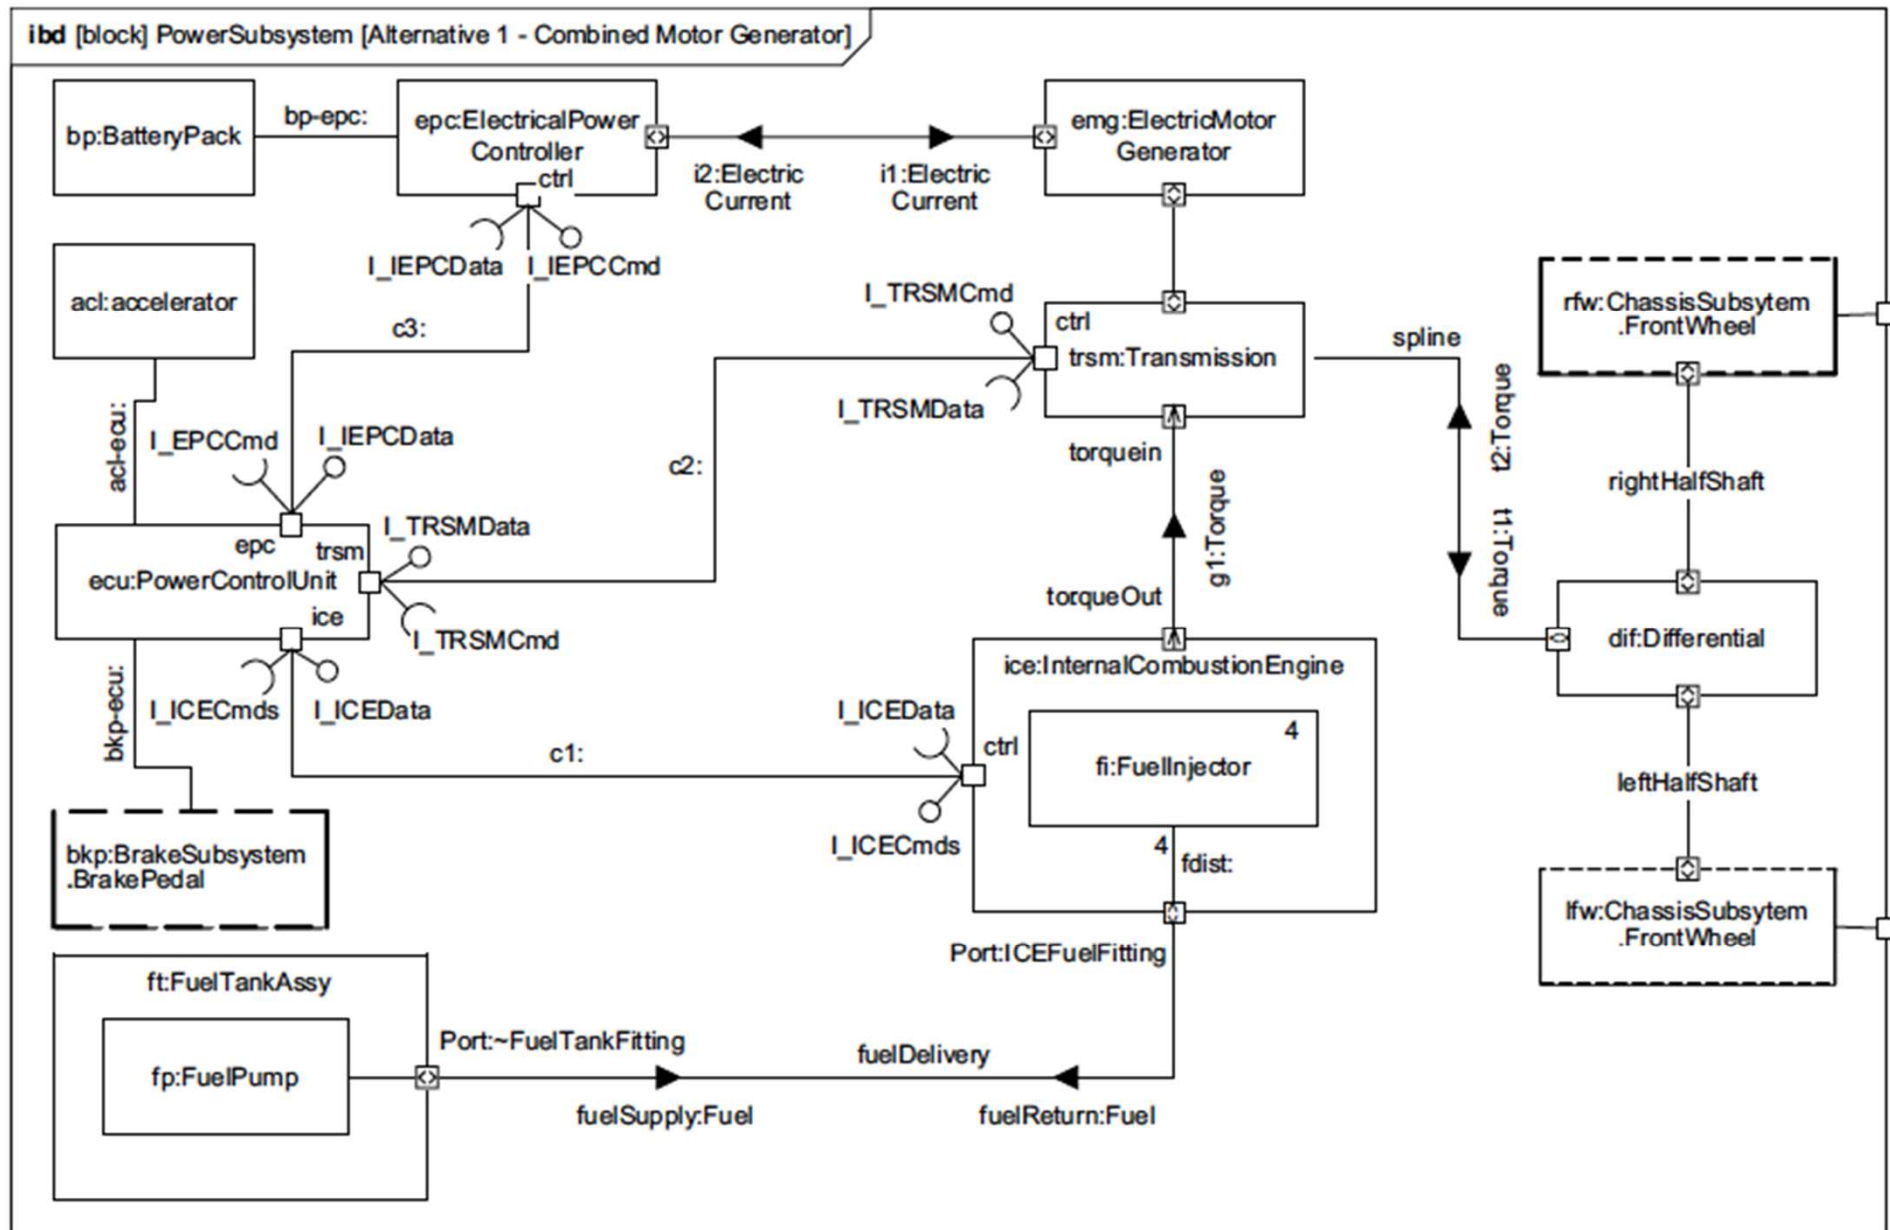 ibd [block] PowerSubsystem [Alternative 1 - Combined Motor Generator]
bp:BatteryPack
bp-epc:
epc:ElectricalPower
Controller
ctrl
i2:Electric
Current
i1:Electric
Current
emg:ElectricMotor
Generator
I_IEPCData
I_IEPCCmd
acl:accelerator
c3:
I_TRSMCmd
ctrl
trsm:Transmission
I_TRSMData
spline
t2:Torque
t1:Torque
rfw:ChassisSubsytem
.FrontWheel
acl-ecu:
I_EPCCmd
I_IEPCData
c2:
torquein
g1:Torque
torqueOut
rightHalfShaft
epc
trsm
ecu:PowerControlUnit
ice
I_TRSMData
I_TRSMCmd
dif:Differential
bkp-ecu:
I_ICECmds
I_ICEData
c1:
I_ICEData
ctrl
I_ICECmds
ice:InternalCombustionEngine
4
fi:FuelInjector
4
fdist:
leftHalfShaft
bkp:BrakeSubsystem
.BrakePedal
lfw:ChassisSubsytem
.FrontWheel
Port:ICEFuelFitting
ft:FuelTankAssy
fp:FuelPump
Port:~FuelTankFitting
fuelDelivery
fuelSupply:Fuel
fuelReturn:Fuel